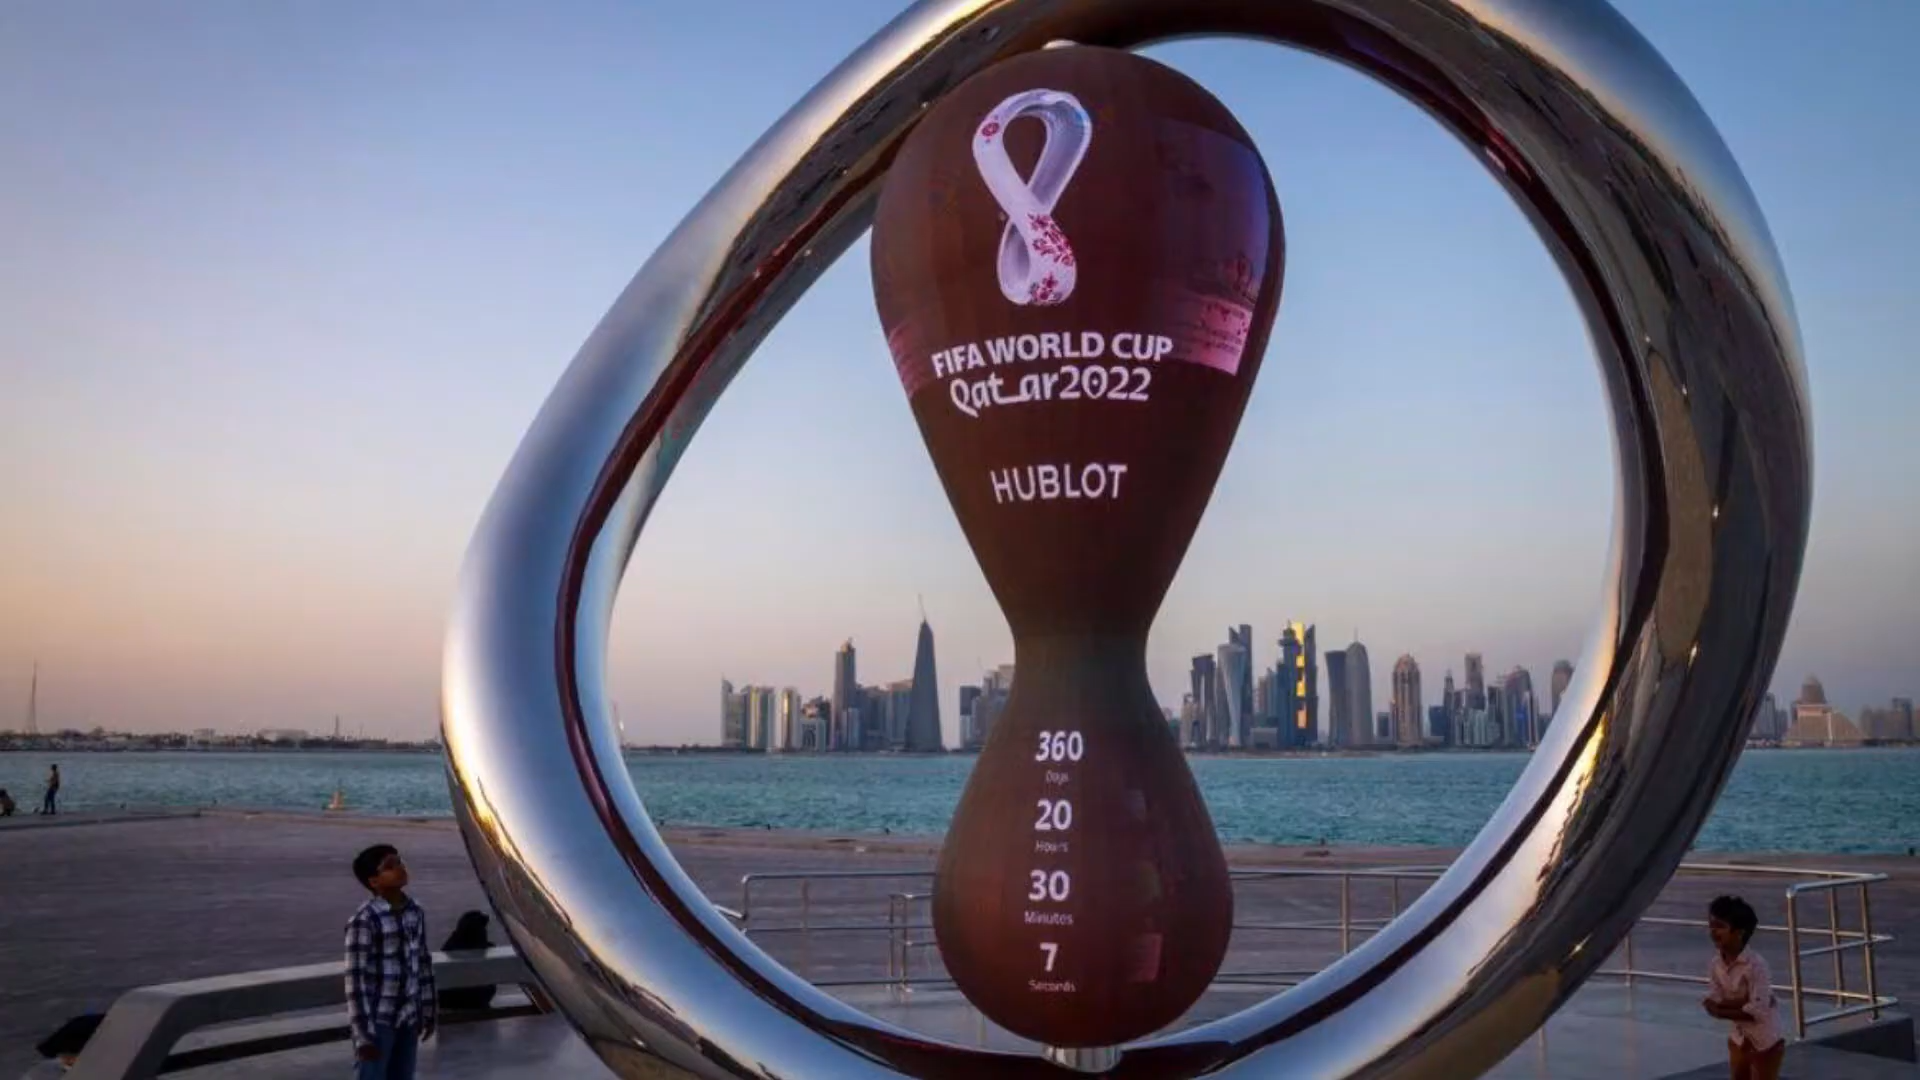 FIFA WORLD CUP
Qatar2022
HUBLOT
360
Days
20
Hours
30
Minutes
7
Seconds